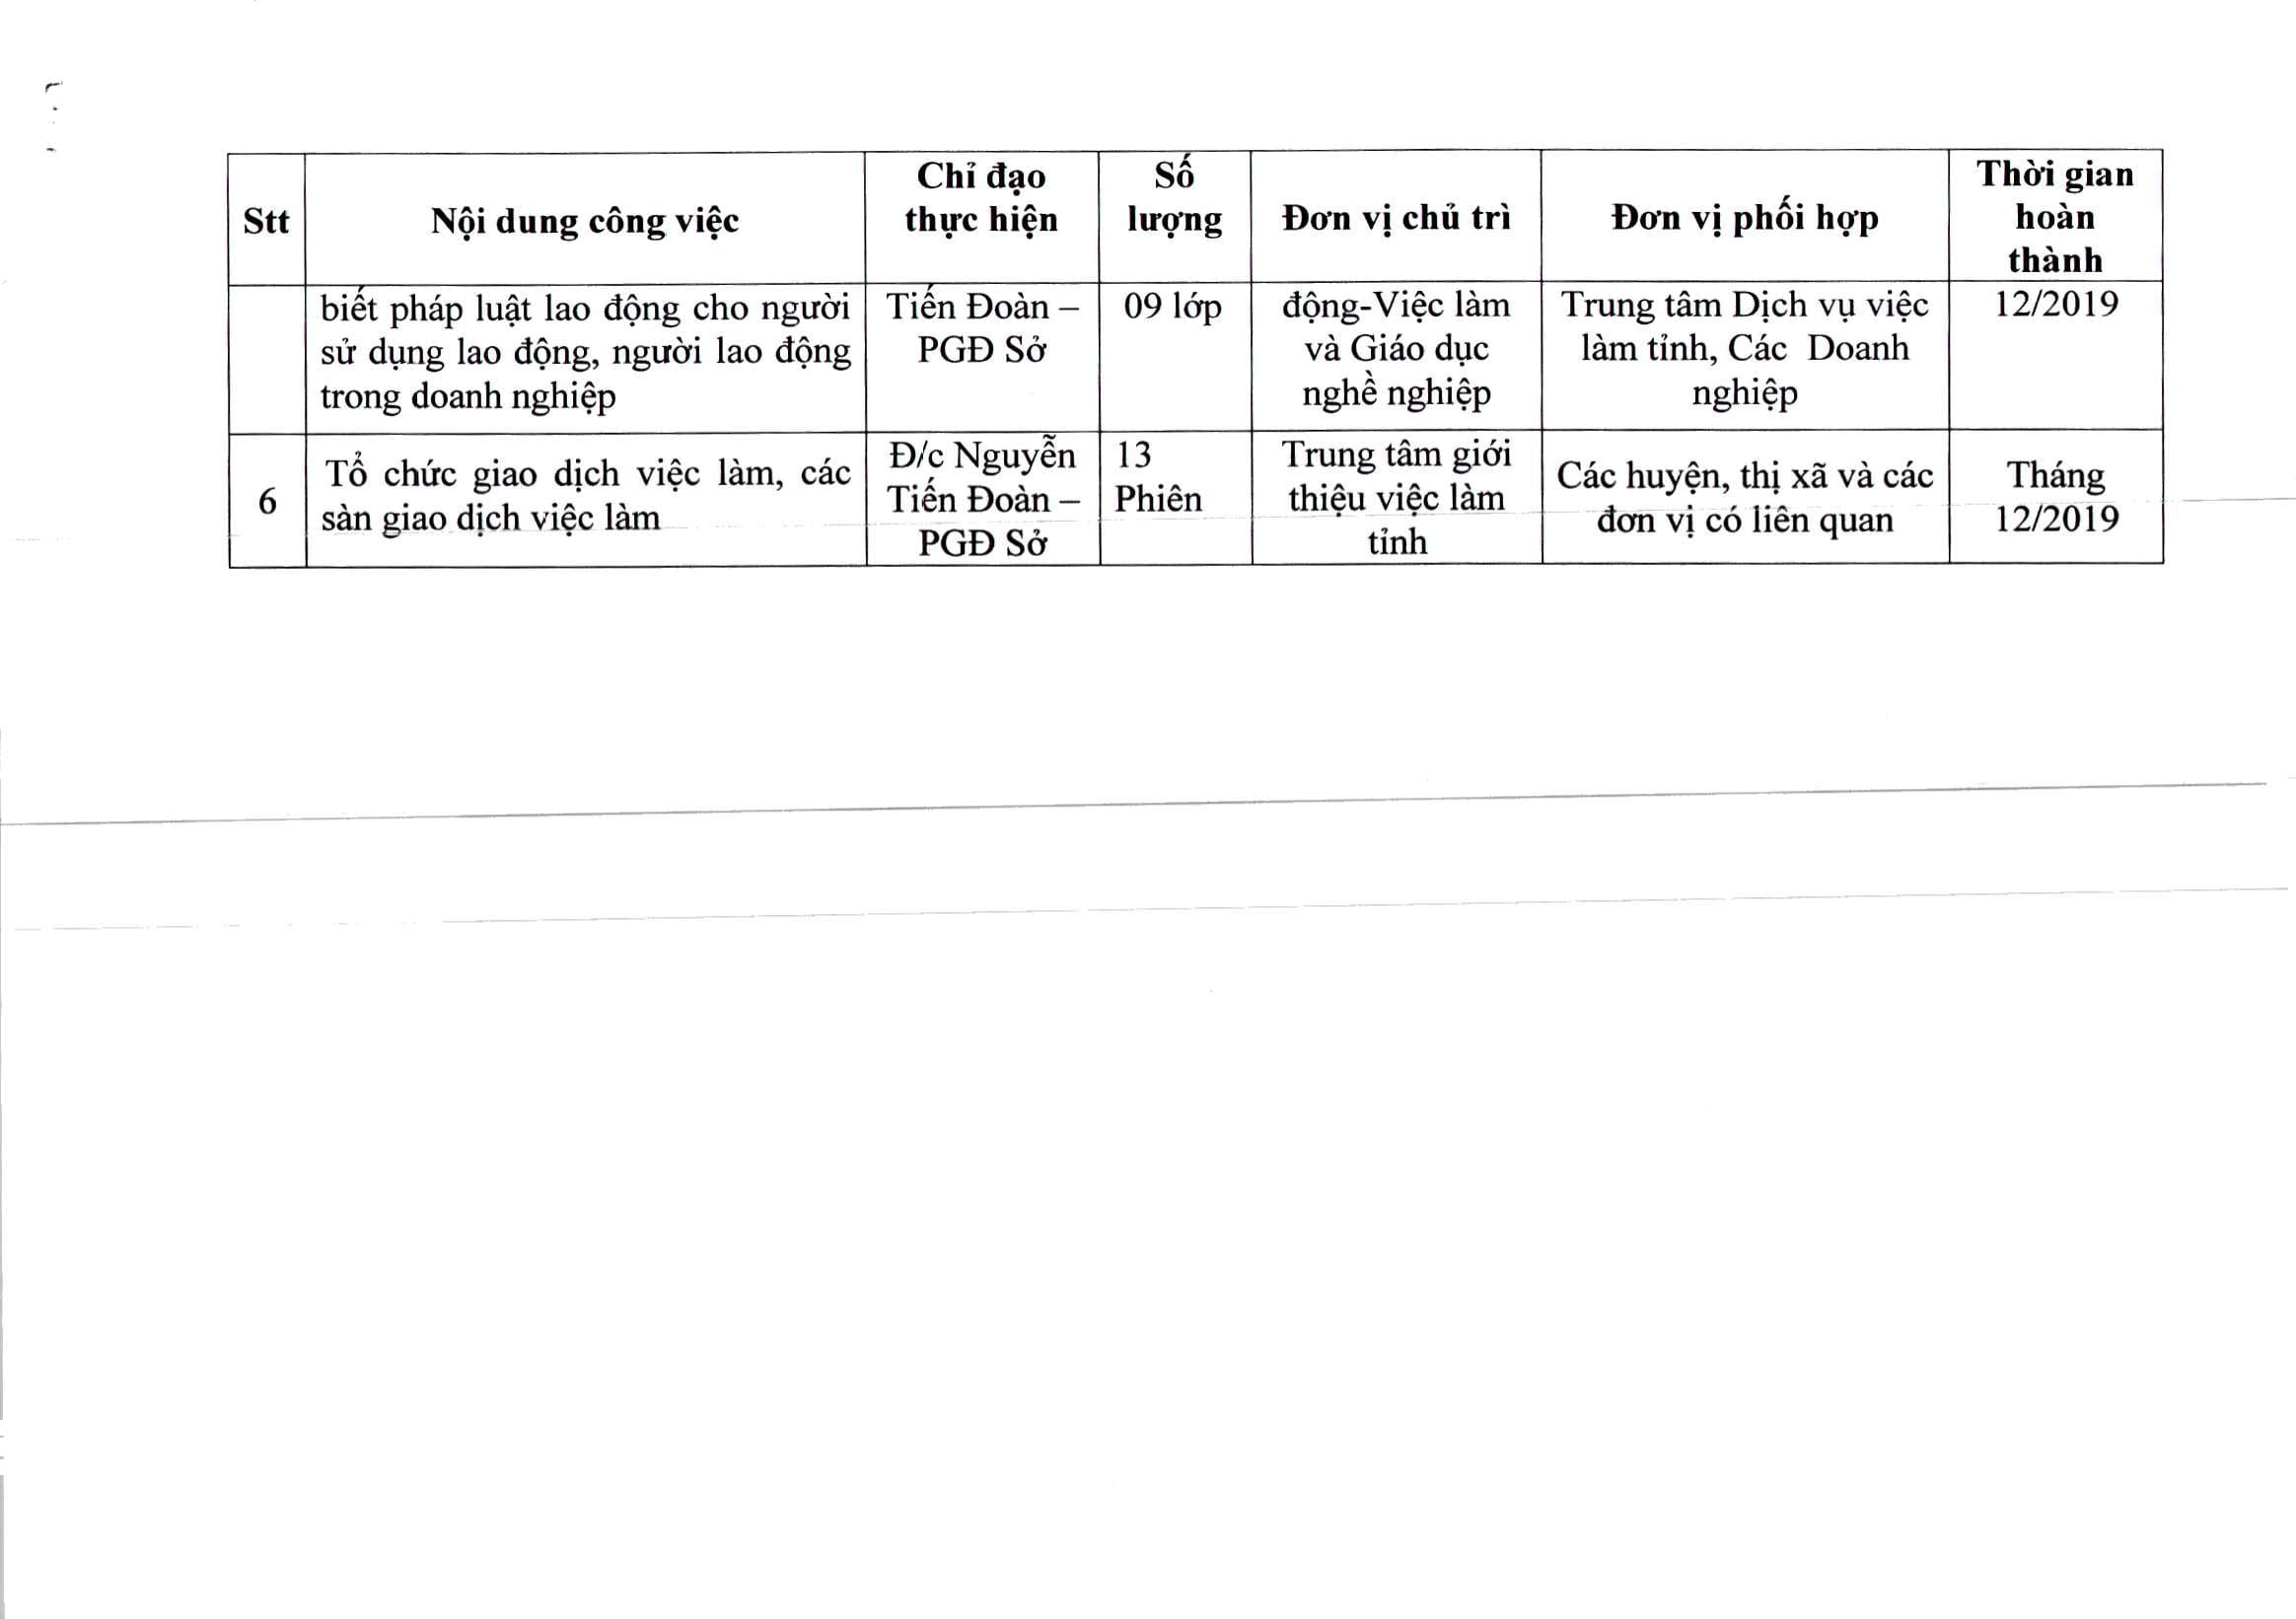 Stt
Nội dung công việc
Chỉ đạo
thực hiện
Số
lượng
Đơn vị chủ trì
Đơn vị phối hợp
Thời gian
hoàn
thành
biết pháp luật lao động cho người
sử dụng lao động, người lao động
trong doanh nghiệp
Tiến Đoàn –
PGĐ Sở
09 lớp
động-Việc làm
và Giáo dục
nghề nghiệp
Trung tâm Dịch vụ việc
làm tỉnh, Các Doanh
nghiệp
12/2019
6
Tổ chức giao dịch việc làm, các
sàn giao dịch việc làm
Đ/c Nguyễn
Tiến Đoàn –
PGĐ Sở
13
Phiên
Trung tâm giới
thiệu việc làm
tỉnh
Các huyện, thị xã và các
đơn vị có liên quan
Tháng
12/2019